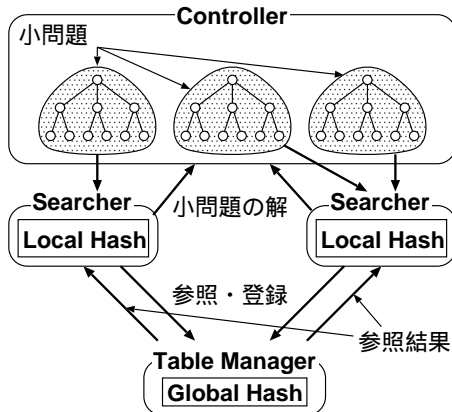 Controller
小問題
Searcher
小問題の解
Searcher
Local Hash
Local Hash
参照・登録
参照結果
Table Manager
Global Hash